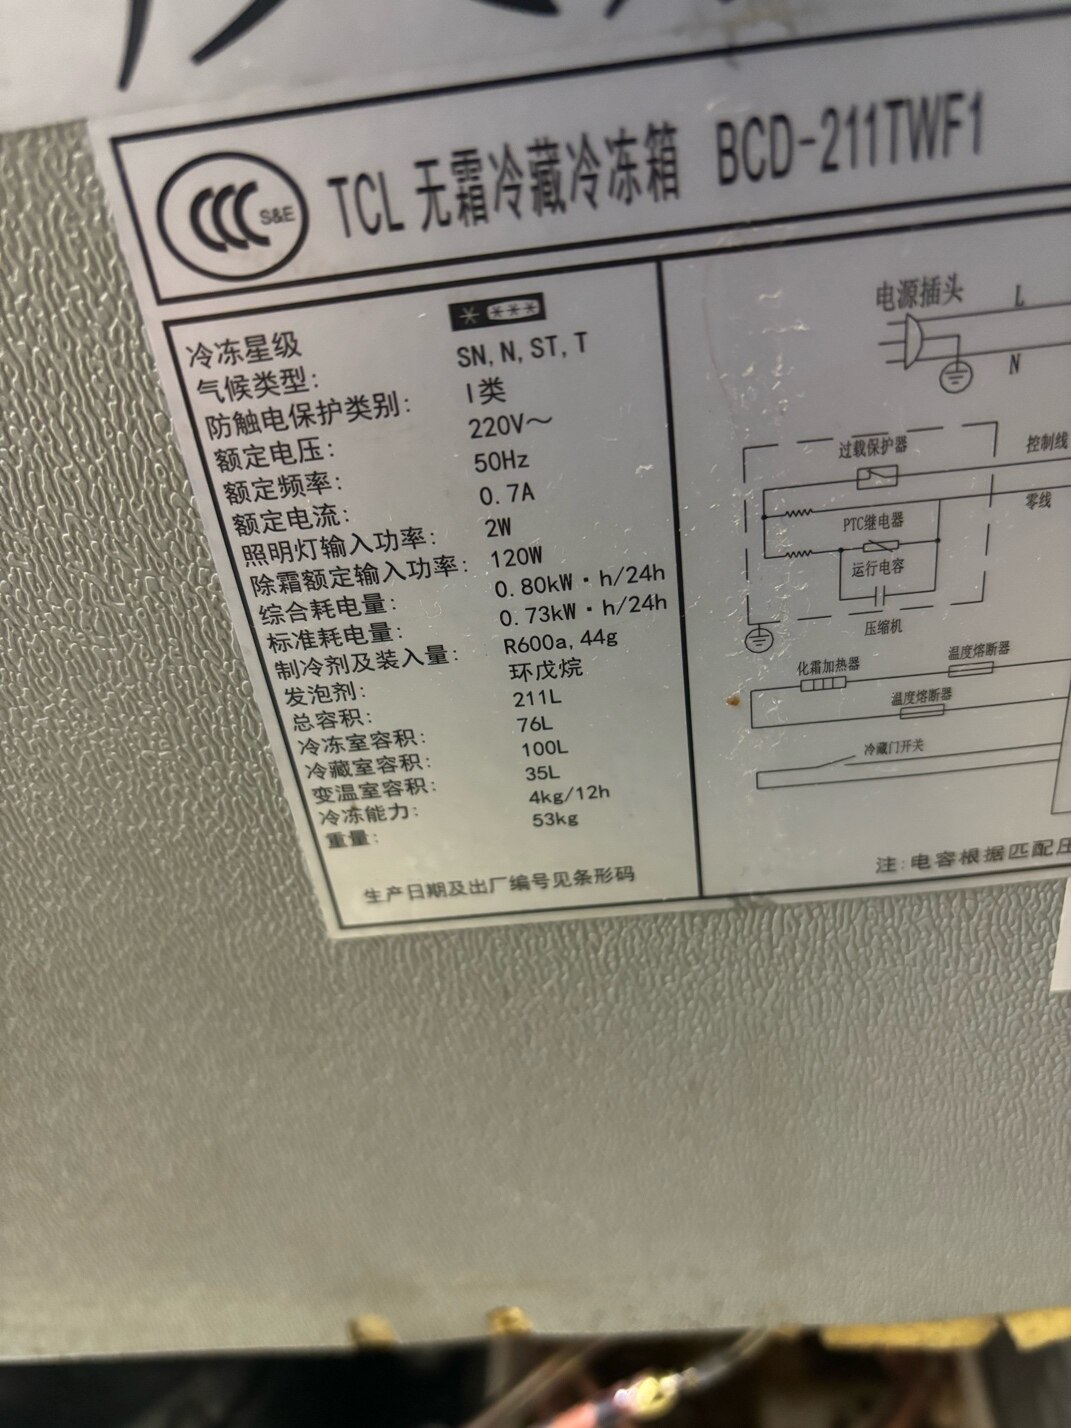 CCC S&E
TCL 无霜冷藏冷冻箱 BCD-211TWF1
冷冻星级 * ***
气候类型: SN, N, ST, T
防触电保护类别: I类
额定电压: 220V～
额定频率: 50Hz
额定电流: 0.7A
照明灯输入功率: 2W
除霜额定输入功率: 120W
综合耗电量: 0.80kW·h/24h
标准耗电量: 0.73kW·h/24h
制冷剂及装入量: R600a, 44g
发泡剂: 环戊烷
总容积: 211L
冷冻室容积: 76L
冷藏室容积: 100L
变温室容积: 35L
冷冻能力: 4kg/12h
重量: 53kg
生产日期及出厂编号见条形码
电源插头 L
N
过载保护器
控制线
零线
PTC继电器
运行电容
压缩机
化霜加热器
温度熔断器
温度熔断器
冷藏门开关
注:电容根据匹配压